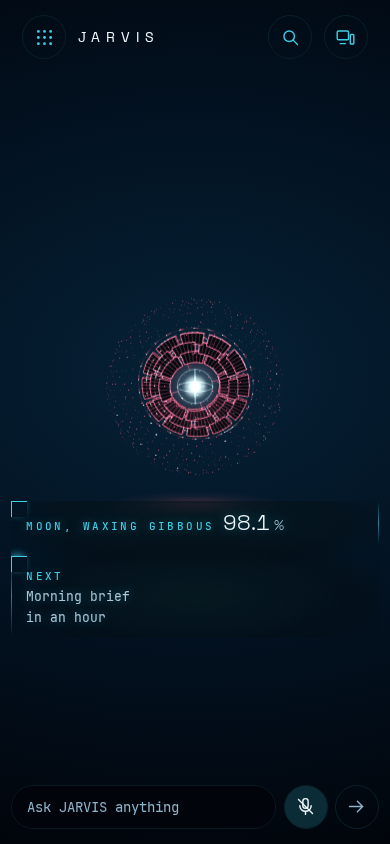 JARVIS
MOON, WAXING GIBBOUS 98.1 %
NEXT
Morning brief
in an hour
Ask JARVIS anything